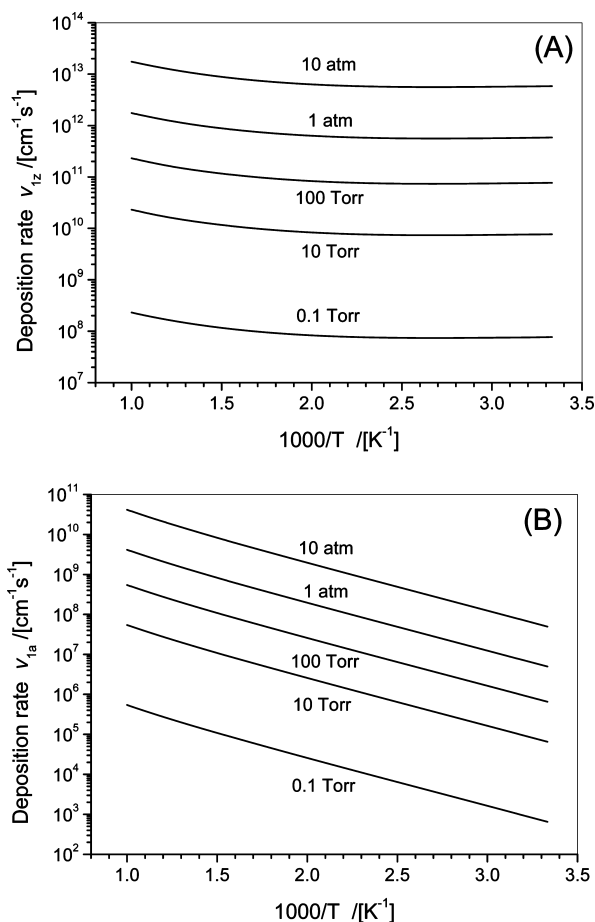 (A)
10^14
10^13
10^12
10^11
10^10
10^9
10^8
10^7
Deposition rate v_1z /[cm^-1 s^-1]
10 atm
1 atm
100 Torr
10 Torr
0.1 Torr
1.0 1.5 2.0 2.5 3.0 3.5
1000/T /[K^-1]
(B)
10^11
10^10
10^9
10^8
10^7
10^6
10^5
10^4
10^3
10^2
Deposition rate v_1a /[cm^-1 s^-1]
10 atm
1 atm
100 Torr
10 Torr
0.1 Torr
1.0 1.5 2.0 2.5 3.0 3.5
1000/T /[K^-1]